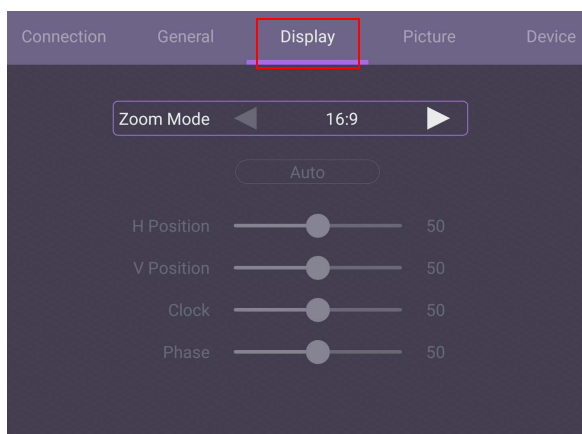 Connection General Display Picture Device
Zoom Mode 16:9
Auto
H Position 50
V Position 50
Clock 50
Phase 50